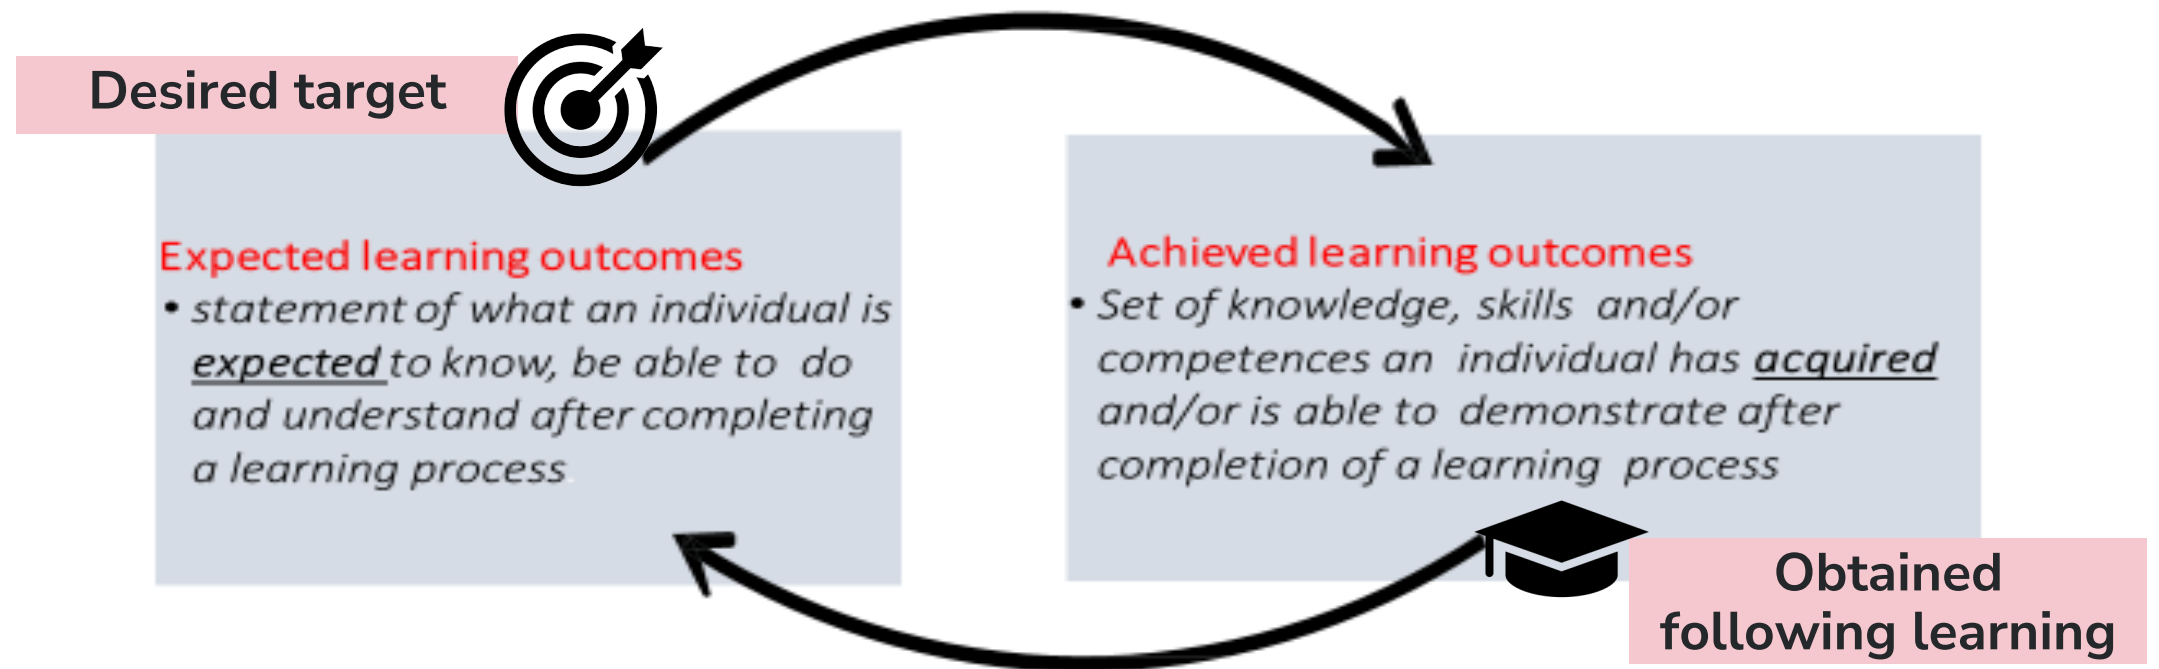 Desired target
Expected learning outcomes
• statement of what an individual is
expected to know, be able to do
and understand after completing
a learning process
Achieved learning outcomes
• Set of knowledge, skills and/or
competences an individual has acquired
and/or is able to demonstrate after
completion of a learning process
Obtained
following learning